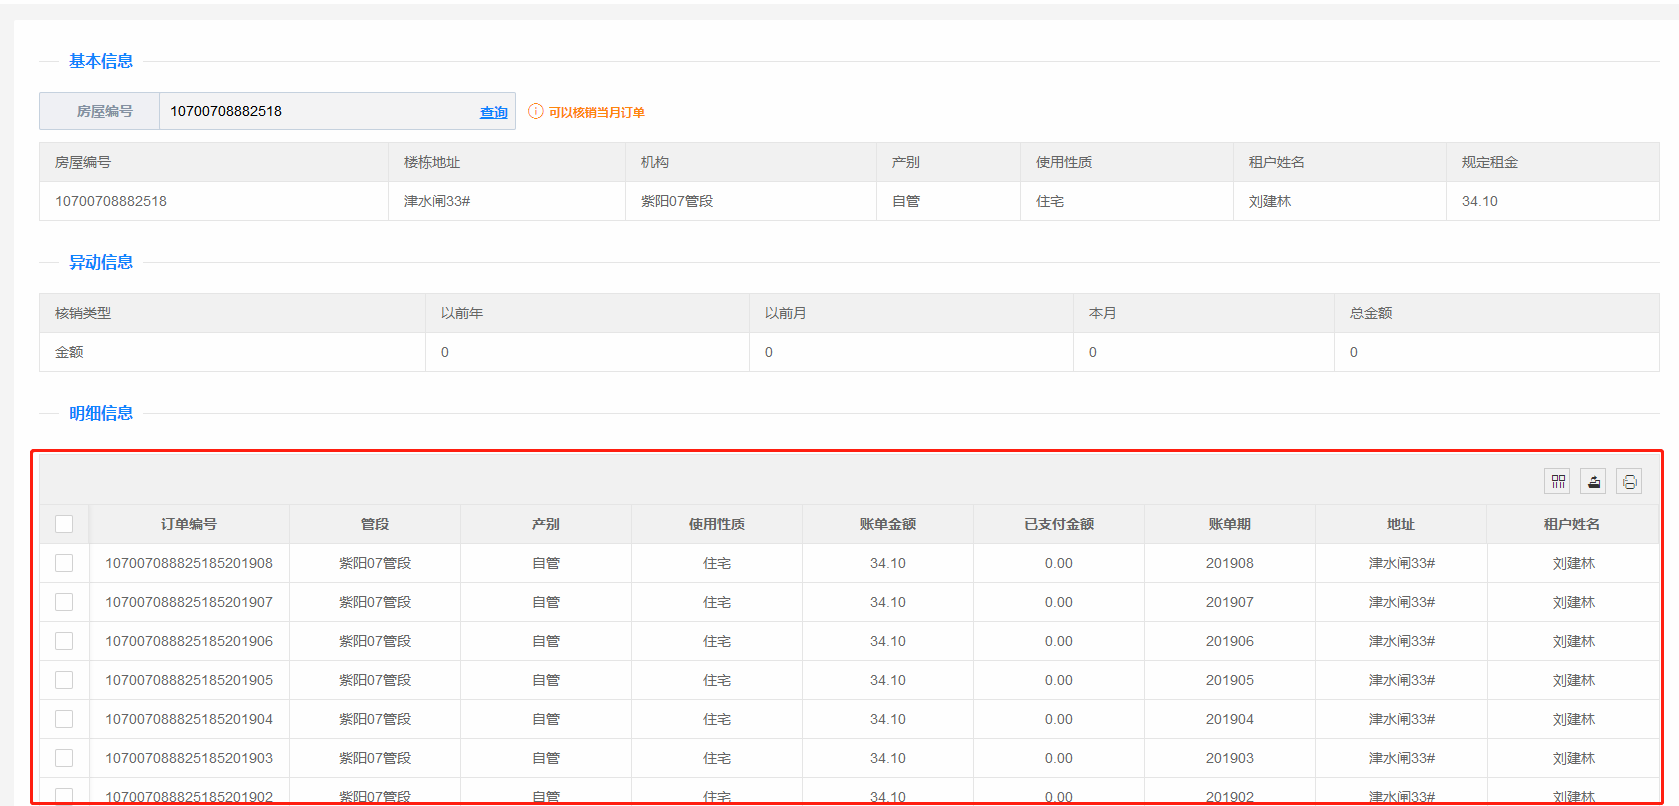 基本信息
房屋编号 10700708882518 查询 可以核销当月订单
房屋编号 楼栋地址 机构 产别 使用性质 租户姓名 规定租金
10700708882518 津水闸33# 紫阳07管段 自管 住宅 刘建林 34.10
异动信息
核销类型 以前年 以前月 本月 总金额
金额 0 0 0 0
明细信息
订单编号 管段 产别 使用性质 账单金额 已支付金额 账单期 地址 租户姓名
107007088825185201908 紫阳07管段 自管 住宅 34.10 0.00 201908 津水闸33# 刘建林
107007088825185201907 紫阳07管段 自管 住宅 34.10 0.00 201907 津水闸33# 刘建林
107007088825185201906 紫阳07管段 自管 住宅 34.10 0.00 201906 津水闸33# 刘建林
107007088825185201905 紫阳07管段 自管 住宅 34.10 0.00 201905 津水闸33# 刘建林
107007088825185201904 紫阳07管段 自管 住宅 34.10 0.00 201904 津水闸33# 刘建林
107007088825185201903 紫阳07管段 自管 住宅 34.10 0.00 201903 津水闸33# 刘建林
107007088825185201902 紫阳07管段 自管 住宅 34.10 0.00 201902 津水闸33# 刘建林